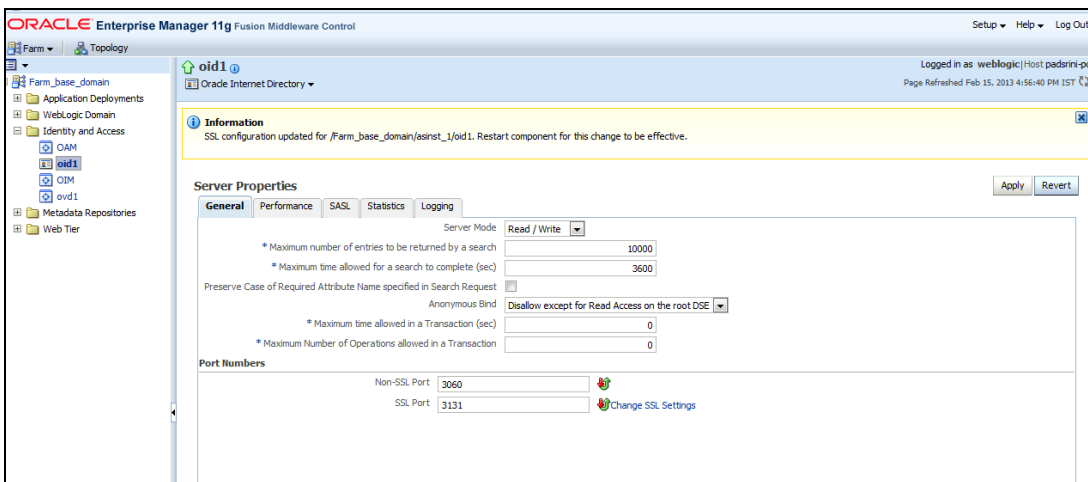 ORACLE Enterprise Manager 11g Fusion Middleware Control
Setup Help Log Out
Farm Topology
Farm_base_domain
Application Deployments
WebLogic Domain
Identity and Access
OAM
oid1
OIM
ovd1
Metadata Repositories
Web Tier
oid1
Oracle Internet Directory
Logged in as weblogic|Host padsrini-p
Page Refreshed Feb 15, 2013 4:56:40 PM IST
Information
SSL configuration updated for /Farm_base_domain/asinst_1/oid1. Restart component for this change to be effective.
Server Properties
Apply Revert
General Performance SASL Statistics Logging
Server Mode Read / Write
* Maximum number of entries to be returned by a search 10000
* Maximum time allowed for a search to complete (sec) 3600
Preserve Case of Required Attribute Name specified in Search Request
Anonymous Bind Disallow except for Read Access on the root DSE
* Maximum time allowed in a Transaction (sec) 0
* Maximum Number of Operations allowed in a Transaction 0
Port Numbers
Non-SSL Port 3060
SSL Port 3131 Change SSL Settings